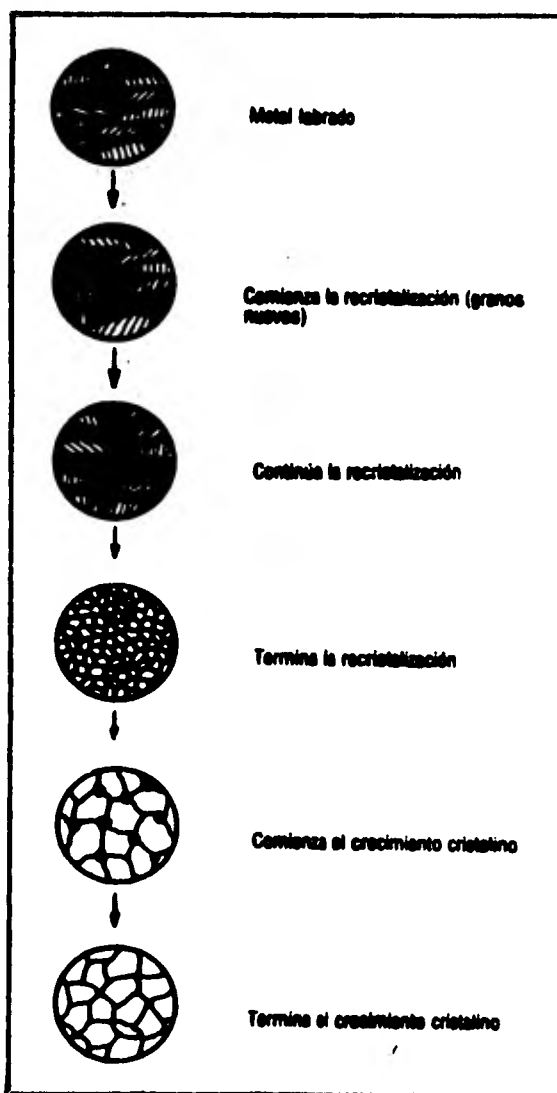 Metal labrado
Comienza la recristalización (granos
nuevos)
Continúa la recristalización
Termina la recristalización
Comienza el crecimiento cristalino
Termina el crecimiento cristalino